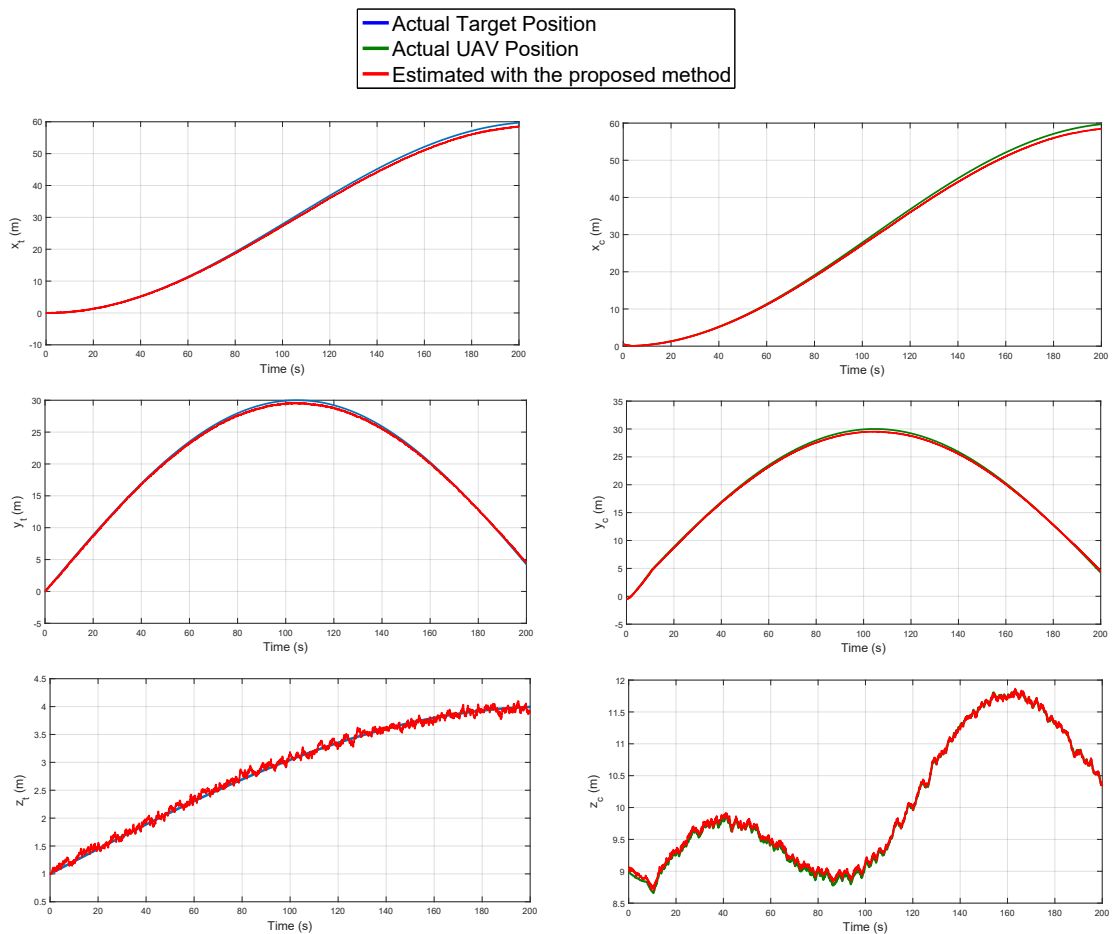 Actual Target Position
Actual UAV Position
Estimated with the proposed method
60
50
40
30
20
10
0
-10
x_t (m)
0 20 40 60 80 100 120 140 160 180 200
Time (s)
60
50
40
30
20
10
0
x_c (m)
0 20 40 60 80 100 120 140 160 180 200
Time (s)
30
25
20
15
10
5
0
-5
y_t (m)
0 20 40 60 80 100 120 140 160 180 200
Time (s)
35
30
25
20
15
10
5
0
-5
y_c (m)
0 20 40 60 80 100 120 140 160 180 200
Time (s)
4.5
4
3.5
3
2.5
2
1.5
1
0.5
z_t (m)
0 20 40 60 80 100 120 140 160 180 200
Time (s)
12
11.5
11
10.5
10
9.5
9
8.5
z_c (m)
0 20 40 60 80 100 120 140 160 180 200
Time (s)